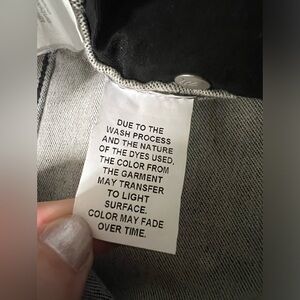 DUE TO THE
WASH PROCESS
AND THE NATURE
OF THE DYES USED,
THE COLOR FROM
THE GARMENT
MAY TRANSFER
TO LIGHT
SURFACE.
COLOR MAY FADE
OVER TIME.